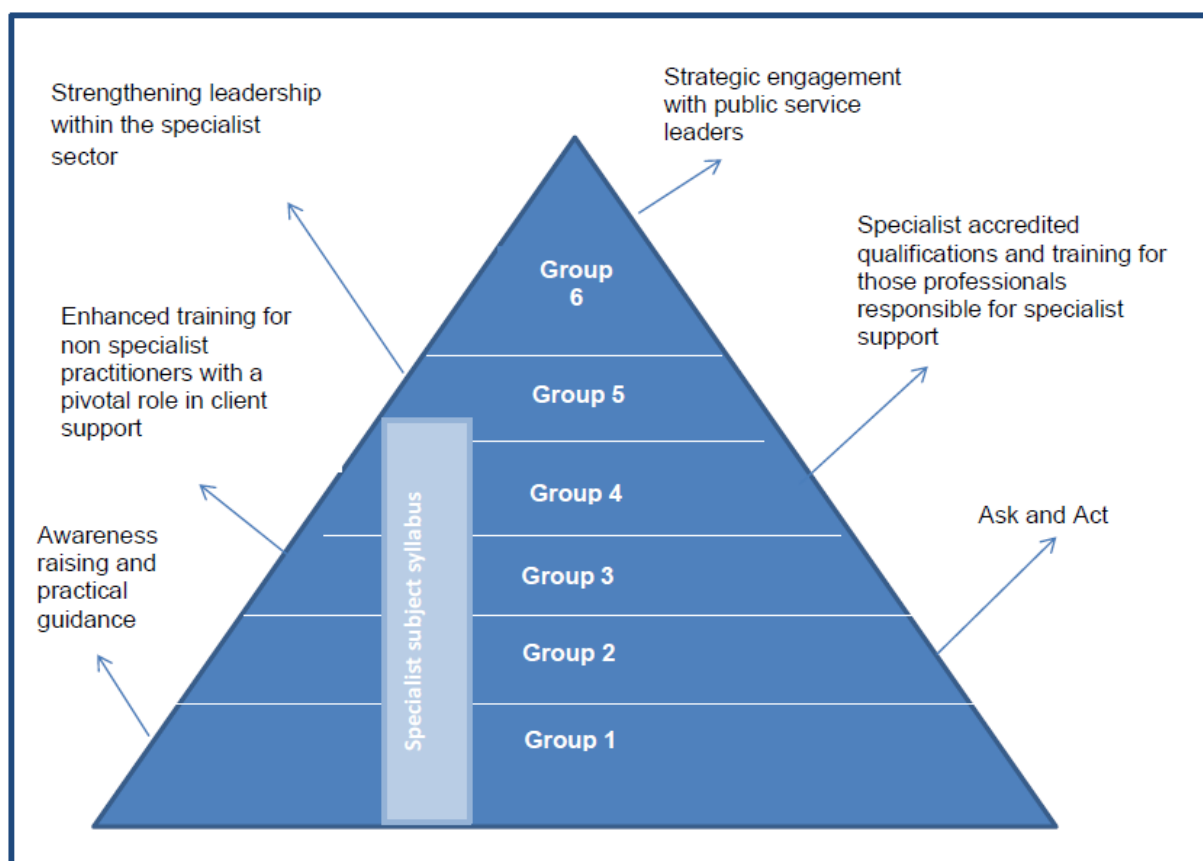 Strengthening leadership
within the specialist
sector
Strategic engagement
with public service
leaders
Specialist accredited
qualifications and training for
those professionals
responsible for specialist
support
Enhanced training for
non specialist
practitioners with a
pivotal role in client
support
Ask and Act
Awareness
raising and
practical
guidance
Group
6
Group 5
Group 4
Group 3
Group 2
Group 1
Specialist subject syllabus